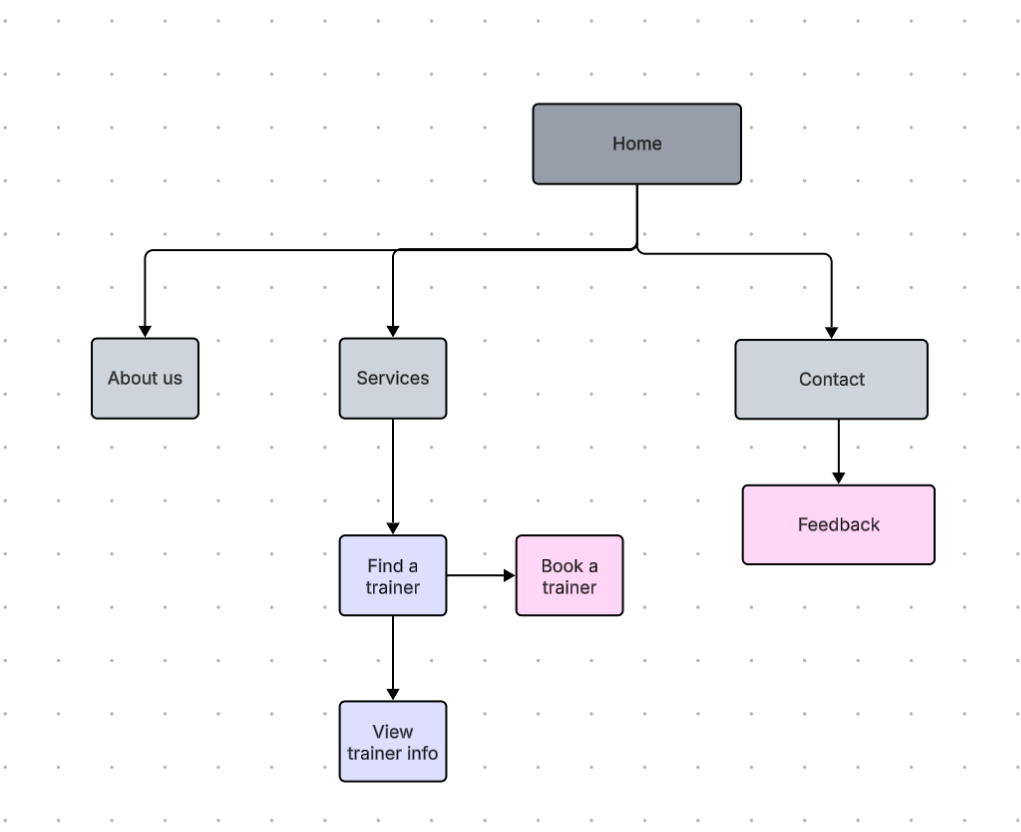 Home
About us
Services
Contact
Feedback
Find a
trainer
Book a
trainer
View
trainer info